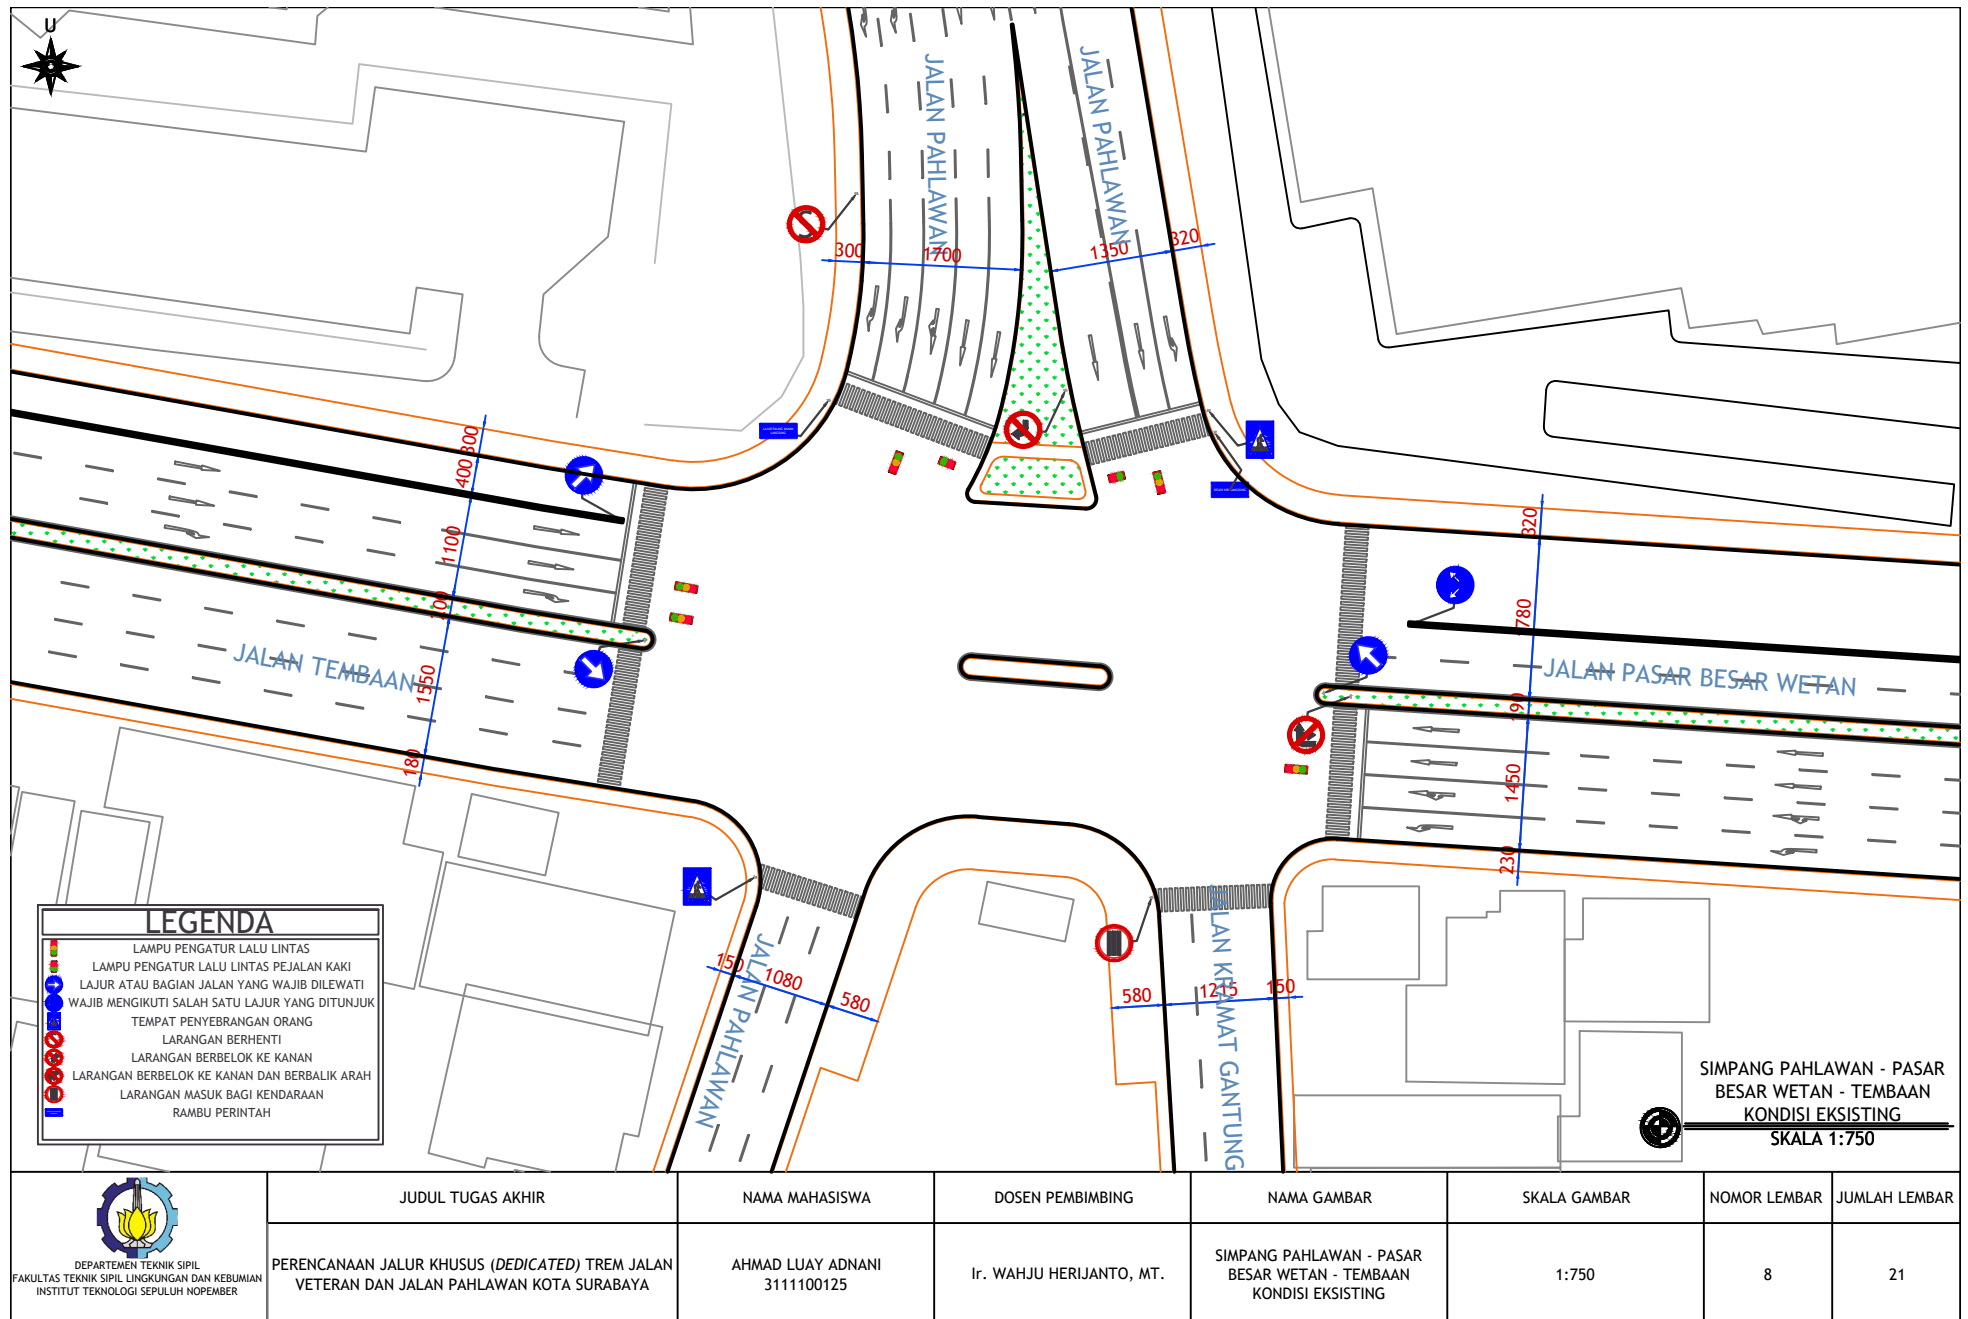 U
JALAN PAHLAWAN
JALAN PAHLAWAN
300
1700
1350
320
300
400
1100
1550
180
JALAN TEMBAAN
320
780
JALAN PASAR BESAR WETAN
1450
230
150
1080
580
JALAN PAHLAWAN
580
1215
150
JALAN KRAMAT GANTUNG
LEGENDA
LAMPU PENGATUR LALU LINTAS
LAMPU PENGATUR LALU LINTAS PEJALAN KAKI
LAJUR ATAU BAGIAN JALAN YANG WAJIB DILEWATI
WAJIB MENGIKUTI SALAH SATU LAJUR YANG DITUNJUK
TEMPAT PENYEBRANGAN ORANG
LARANGAN BERHENTI
LARANGAN BERBELOK KE KANAN
LARANGAN BERBELOK KE KANAN DAN BERBALIK ARAH
LARANGAN MASUK BAGI KENDARAAN
RAMBU PERINTAH
SIMPANG PAHLAWAN - PASAR
BESAR WETAN - TEMBAAN
KONDISI EKSISTING
SKALA 1:750
DEPARTEMEN TEKNIK SIPIL
FAKULTAS TEKNIK SIPIL LINGKUNGAN DAN KEBUMIAN
INSTITUT TEKNOLOGI SEPULUH NOPEMBER
JUDUL TUGAS AKHIR
PERENCANAAN JALUR KHUSUS (DEDICATED) TREM JALAN
VETERAN DAN JALAN PAHLAWAN KOTA SURABAYA
NAMA MAHASISWA
AHMAD LUAY ADNANI
3111100125
DOSEN PEMBIMBING
Ir. WAHJU HERIJANTO, MT.
NAMA GAMBAR
SIMPANG PAHLAWAN - PASAR
BESAR WETAN - TEMBAAN
KONDISI EKSISTING
SKALA GAMBAR
1:750
NOMOR LEMBAR
8
JUMLAH LEMBAR
21